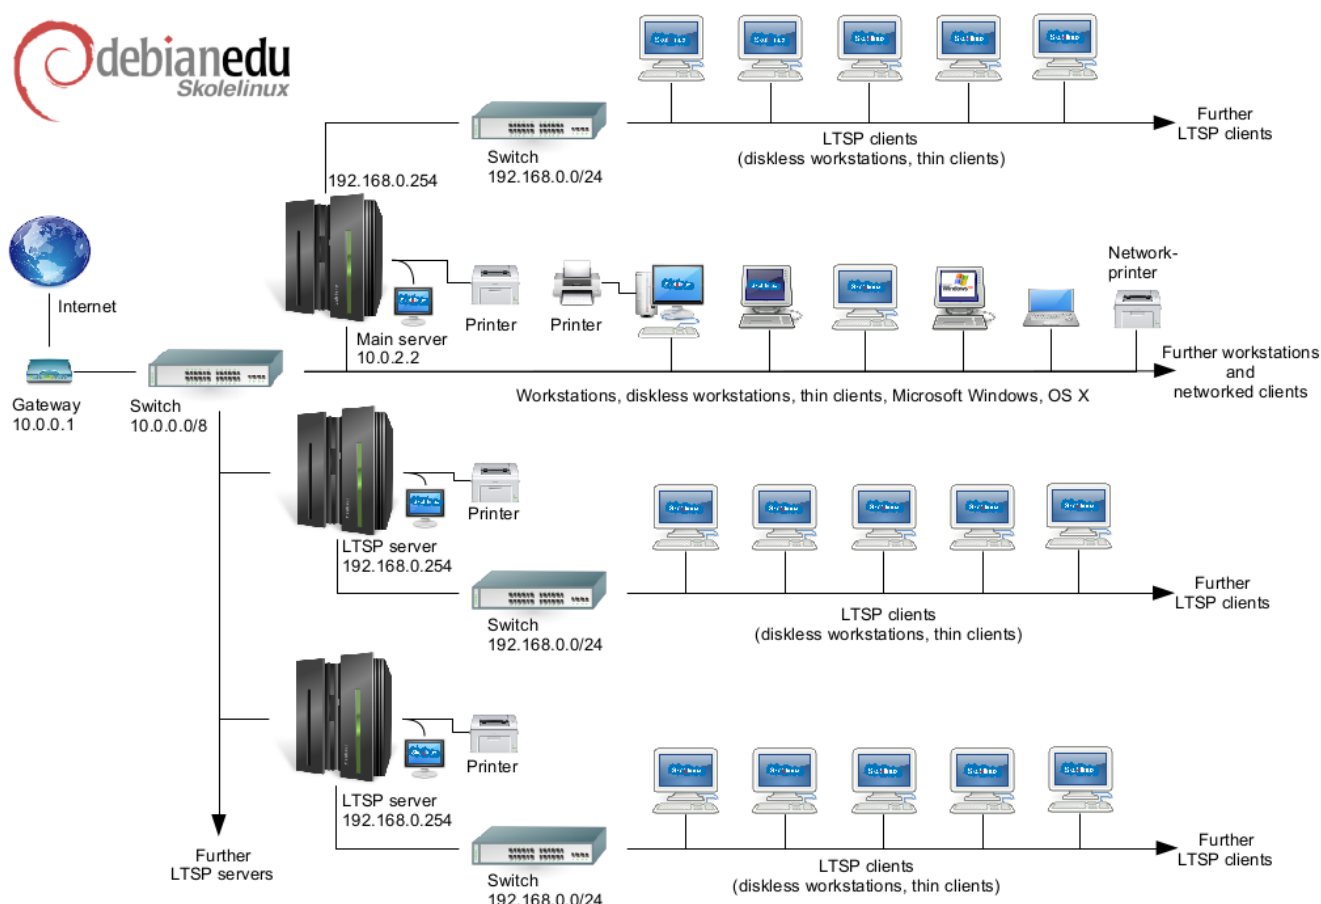 debianedu
Skolelinux
Further
LTSP clients
LTSP clients
(diskless workstations, thin clients)
Switch
192.168.0.0/24
192.168.0.254
Internet
Network-
printer
Printer
Printer
Main server
10.0.2.2
Gateway
10.0.0.1
Switch
10.0.0.0/8
Further workstations
and
networked clients
Workstations, diskless workstations, thin clients, Microsoft Windows, OS X
Printer
LTSP server
192.168.0.254
Switch
192.168.0.0/24
LTSP clients
(diskless workstations, thin clients)
Further
LTSP clients
Printer
LTSP server
192.168.0.254
Further
LTSP servers
Switch
192.168.0.0/24
LTSP clients
(diskless workstations, thin clients)
Further
LTSP clients